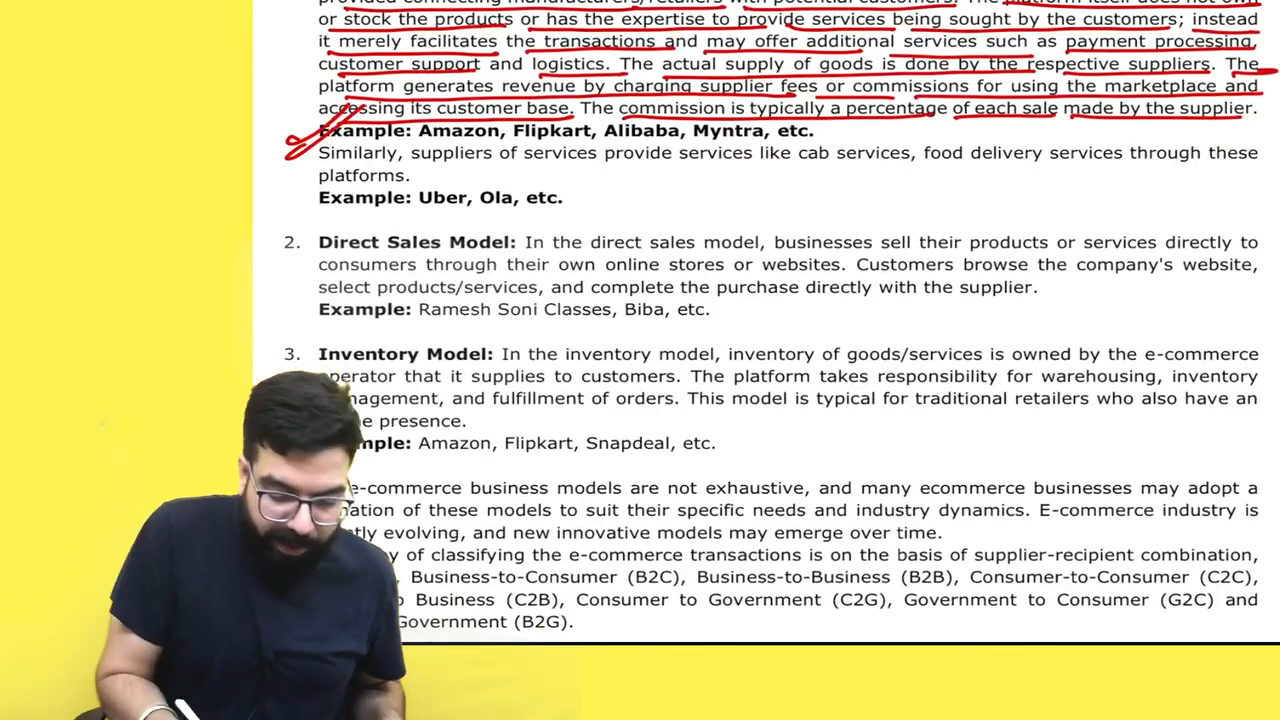 or stock the products or has the expertise to provide services being sought by the customers; instead
it merely facilitates the transactions and may offer additional services such as payment processing,
customer support and logistics. The actual supply of goods is done by the respective suppliers. The
platform generates revenue by charging supplier fees or commissions for using the marketplace and
accessing its customer base. The commission is typically a percentage of each sale made by the supplier.
Example: Amazon, Flipkart, Alibaba, Myntra, etc.
Similarly, suppliers of services provide services like cab services, food delivery services through these
platforms.
Example: Uber, Ola, etc.
2. Direct Sales Model: In the direct sales model, businesses sell their products or services directly to
consumers through their own online stores or websites. Customers browse the company's website,
select products/services, and complete the purchase directly with the supplier.
Example: Ramesh Soni Classes, Biba, etc.
3. Inventory Model: In the inventory model, inventory of goods/services is owned by the e-commerce
operator that it supplies to customers. The platform takes responsibility for warehousing, inventory
and fulfillment of orders. This model is typical for traditional retailers who also have an
presence.
Amazon, Flipkart, Snapdeal, etc.
e-commerce business models are not exhaustive, and many ecommerce businesses may adopt a
of these models to suit their specific needs and industry dynamics. E-commerce industry is
evolving, and new innovative models may emerge over time.
of classifying the e-commerce transactions is on the basis of supplier-recipient combination,
Business-to-Consumer (B2C), Business-to-Business (B2B), Consumer-to-Consumer (C2C),
Business (C2B), Consumer to Government (C2G), Government to Consumer (G2C) and
Government (B2G).